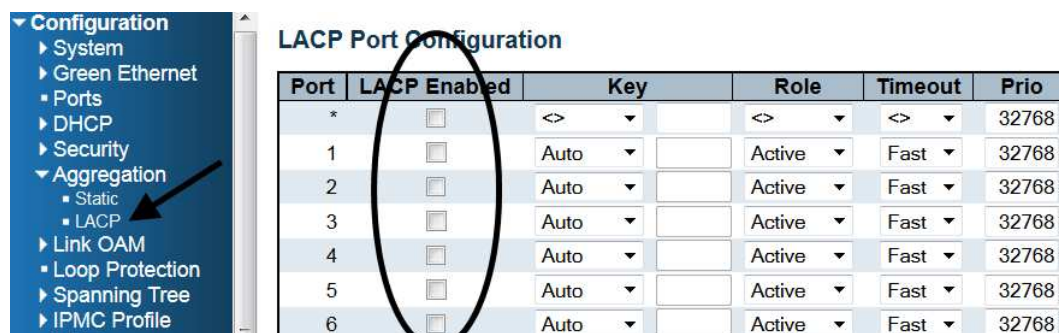 Configuration
System
Green Ethernet
Ports
DHCP
Security
Aggregation
Static
LACP
Link OAM
Loop Protection
Spanning Tree
IPMC Profile
LACP Port Configuration
Port LACP Enabled Key Role Timeout Prio
* <> <> <> 32768
1 Auto Active Fast 32768
2 Auto Active Fast 32768
3 Auto Active Fast 32768
4 Auto Active Fast 32768
5 Auto Active Fast 32768
6 Auto Active Fast 32768